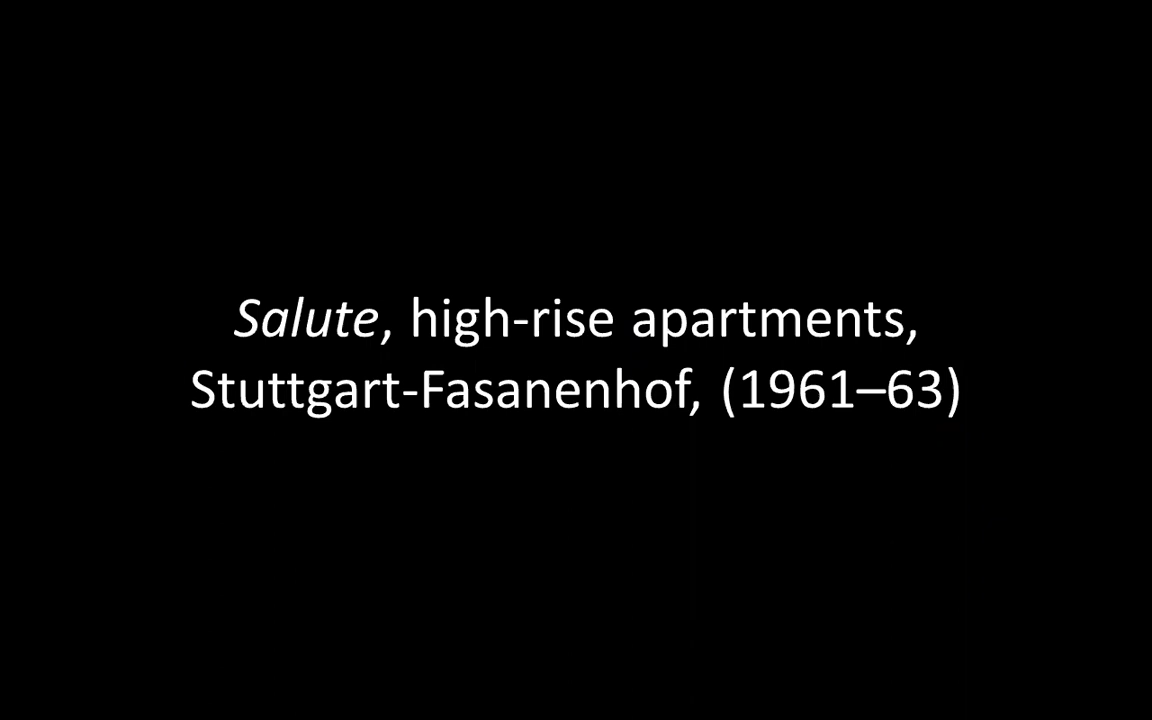 Salute, high-rise apartments,
Stuttgart-Fasanenhof, (1961–63)